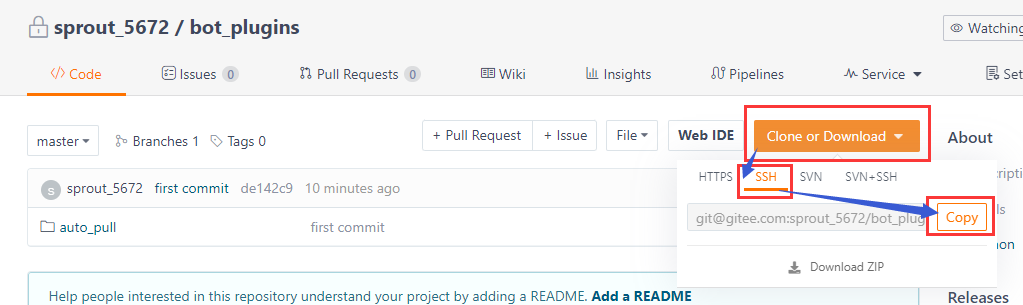 sprout_5672 / bot_plugins
Watching
Code Issues 0 Pull Requests 0 Wiki Insights Pipelines Service
master Branches 1 Tags 0 + Pull Request + Issue File Web IDE Clone or Download About
HTTPS SSH SVN SVN+SSH
S sprout_5672 first commit de142c9 10 minutes ago
git@gitee.com:sprout_5672/bot_plug Copy
auto_pull first commit
Download ZIP
Help people interested in this repository understand your project by adding a README. Add a README
Releases